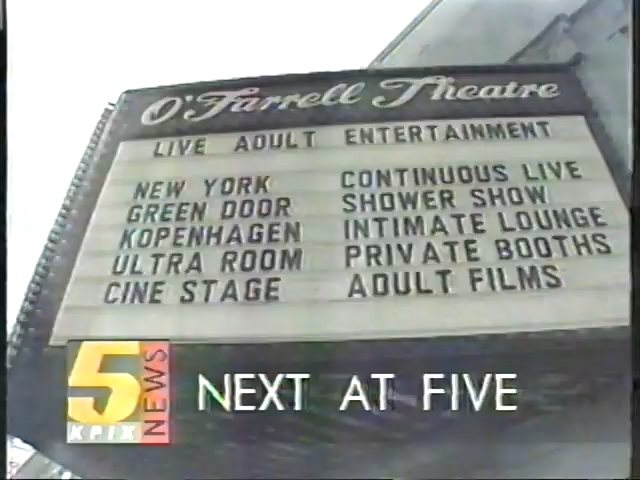 O'Farrell Theatre
LIVE ADULT ENTERTAINMENT
NEW YORK
GREEN DOOR
KOPENHAGEN
ULTRA ROOM
CINE STAGE
CONTINUOUS LIVE
SHOWER SHOW
INTIMATE LOUNGE
PRIVATE BOOTHS
ADULT FILMS
5
KPIX
NEWS
NEXT AT FIVE